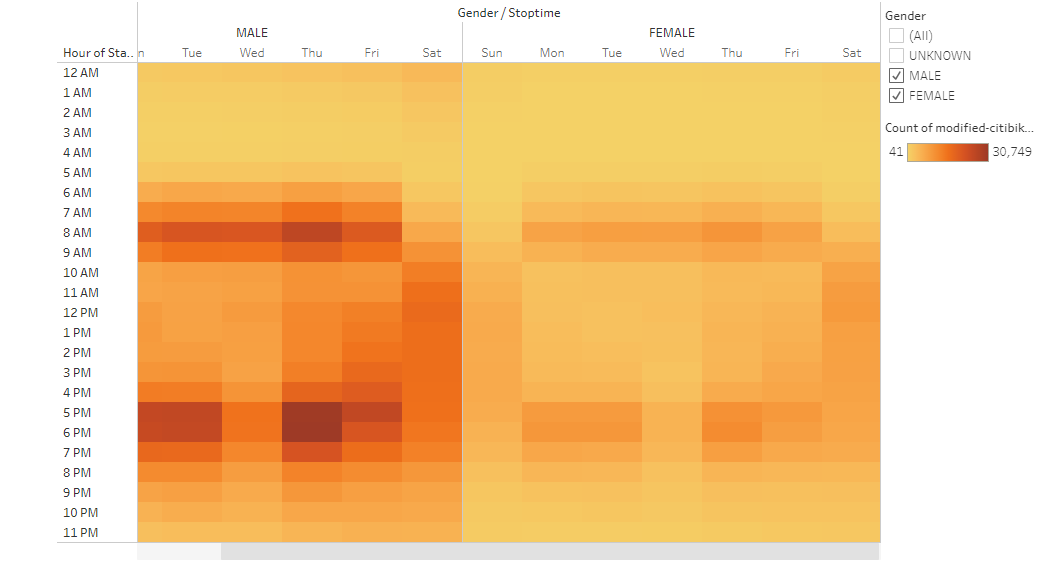 Gender / Stoptime
MALE FEMALE
Hour of Sta.. n Tue Wed Thu Fri Sat Sun Mon Tue Wed Thu Fri Sat
12 AM
1 AM
2 AM
3 AM
4 AM
5 AM
6 AM
7 AM
8 AM
9 AM
10 AM
11 AM
12 PM
1 PM
2 PM
3 PM
4 PM
5 PM
6 PM
7 PM
8 PM
9 PM
10 PM
11 PM
Gender
(All)
UNKNOWN
MALE
FEMALE
Count of modified-citibik...
41 30,749